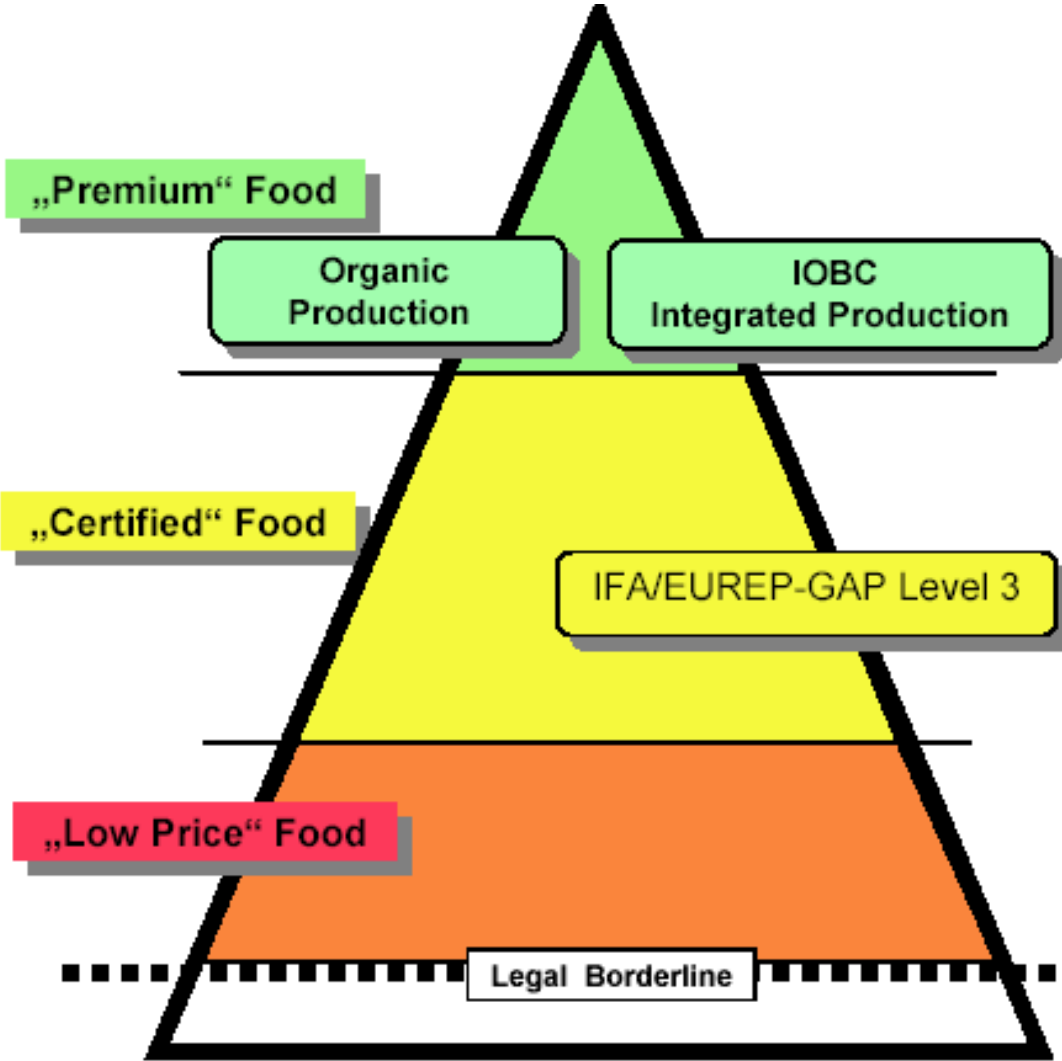 „Premium“ Food
Organic
Production
IOBC
Integrated Production
„Certified“ Food
IFA/EUREP-GAP Level 3
„Low Price“ Food
Legal Borderline